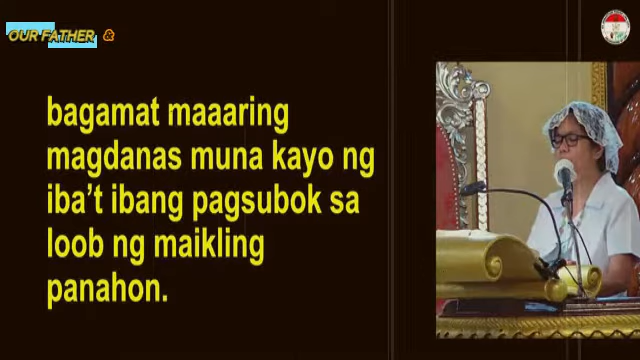 OUR FATHER &
bagamat maaaring
magdanas muna kayo ng
iba't ibang pagsubok sa
loob ng maikling
panahon.